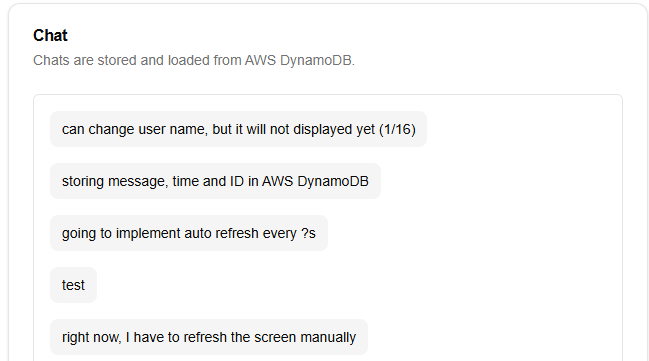 Chat
Chats are stored and loaded from AWS DynamoDB.
can change user name, but it will not displayed yet (1/16)
storing message, time and ID in AWS DynamoDB
going to implement auto refresh every ?s
test
right now, I have to refresh the screen manually